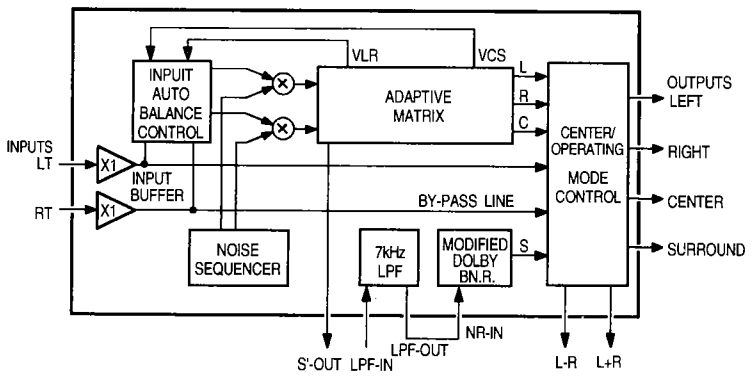 VLR
VCS
INPUIT
AUTO
BALANCE
CONTROL
×
×
ADAPTIVE
MATRIX
L
R
C
CENTER/
OPERATING
MODE
CONTROL
OUTPUTS
LEFT
RIGHT
CENTER
SURROUND
INPUTS
LT
X1
INPUT
BUFFER
RT
X1
BY-PASS LINE
NOISE
SEQUENCER
7kHz
LPF
MODIFIED
DOLBY
BN.R.
S
S'-OUT
LPF-IN
LPF-OUT
NR-IN
L-R
L+R